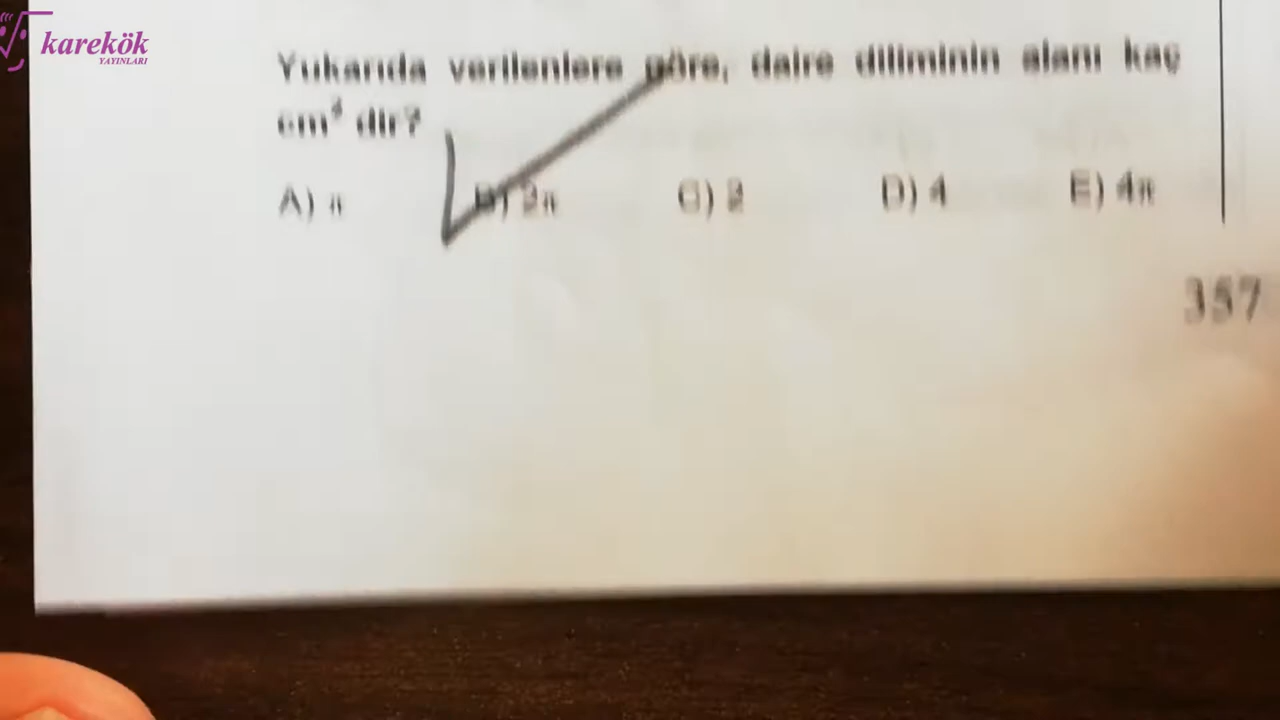 karekök
YAYINLARI
Yukarıda verilenlere göre, daire diliminin alanı kaç
cm² dir?
A) π B) 2π C) 2 D) 4 E) 4π
357